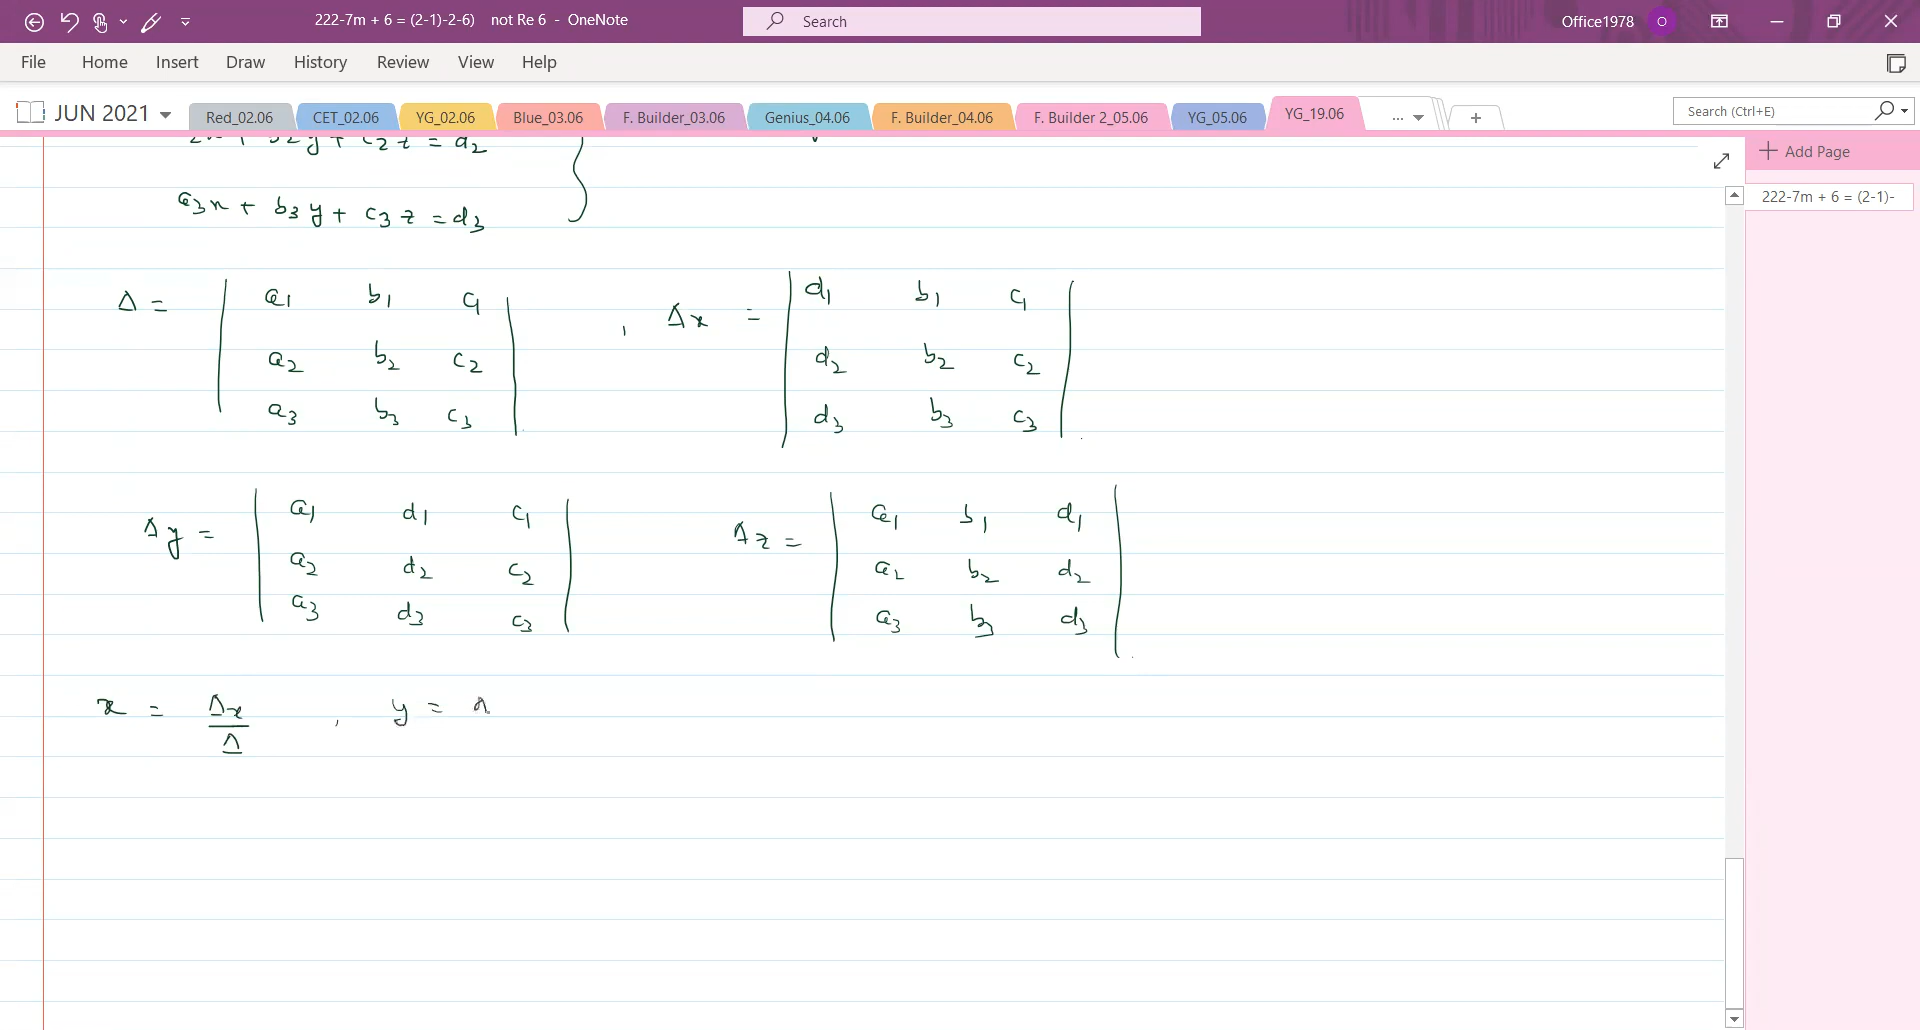 222-7m + 6 = (2-1)-2-6) not Re 6 - OneNote
Search
Office1978 O
File Home Insert Draw History Review View Help
JUN 2021 Red_02.06 CET_02.06 YG_02.06 Blue_03.06 F. Builder_03.06 Genius_04.06 F. Builder_04.06 F. Builder 2_05.06 YG_05.06 YG_19.06 ... +
Search (Ctrl+E)
+ Add Page
222-7m + 6 = (2-1)-
b2y + c2z = d2
a3x + b3y + c3z = d3
Δ = | a1 b1 c1 | , Δx = | d1 b1 c1 |
a2 b2 c2 d2 b2 c2
a3 b3 c3 d3 b3 c3
Δy = | a1 d1 c1 | Δz = | a1 b1 d1 |
a2 d2 c2 a2 b2 d2
a3 d3 c3 a3 b3 d3
x = Δx , y = Δ
Δ